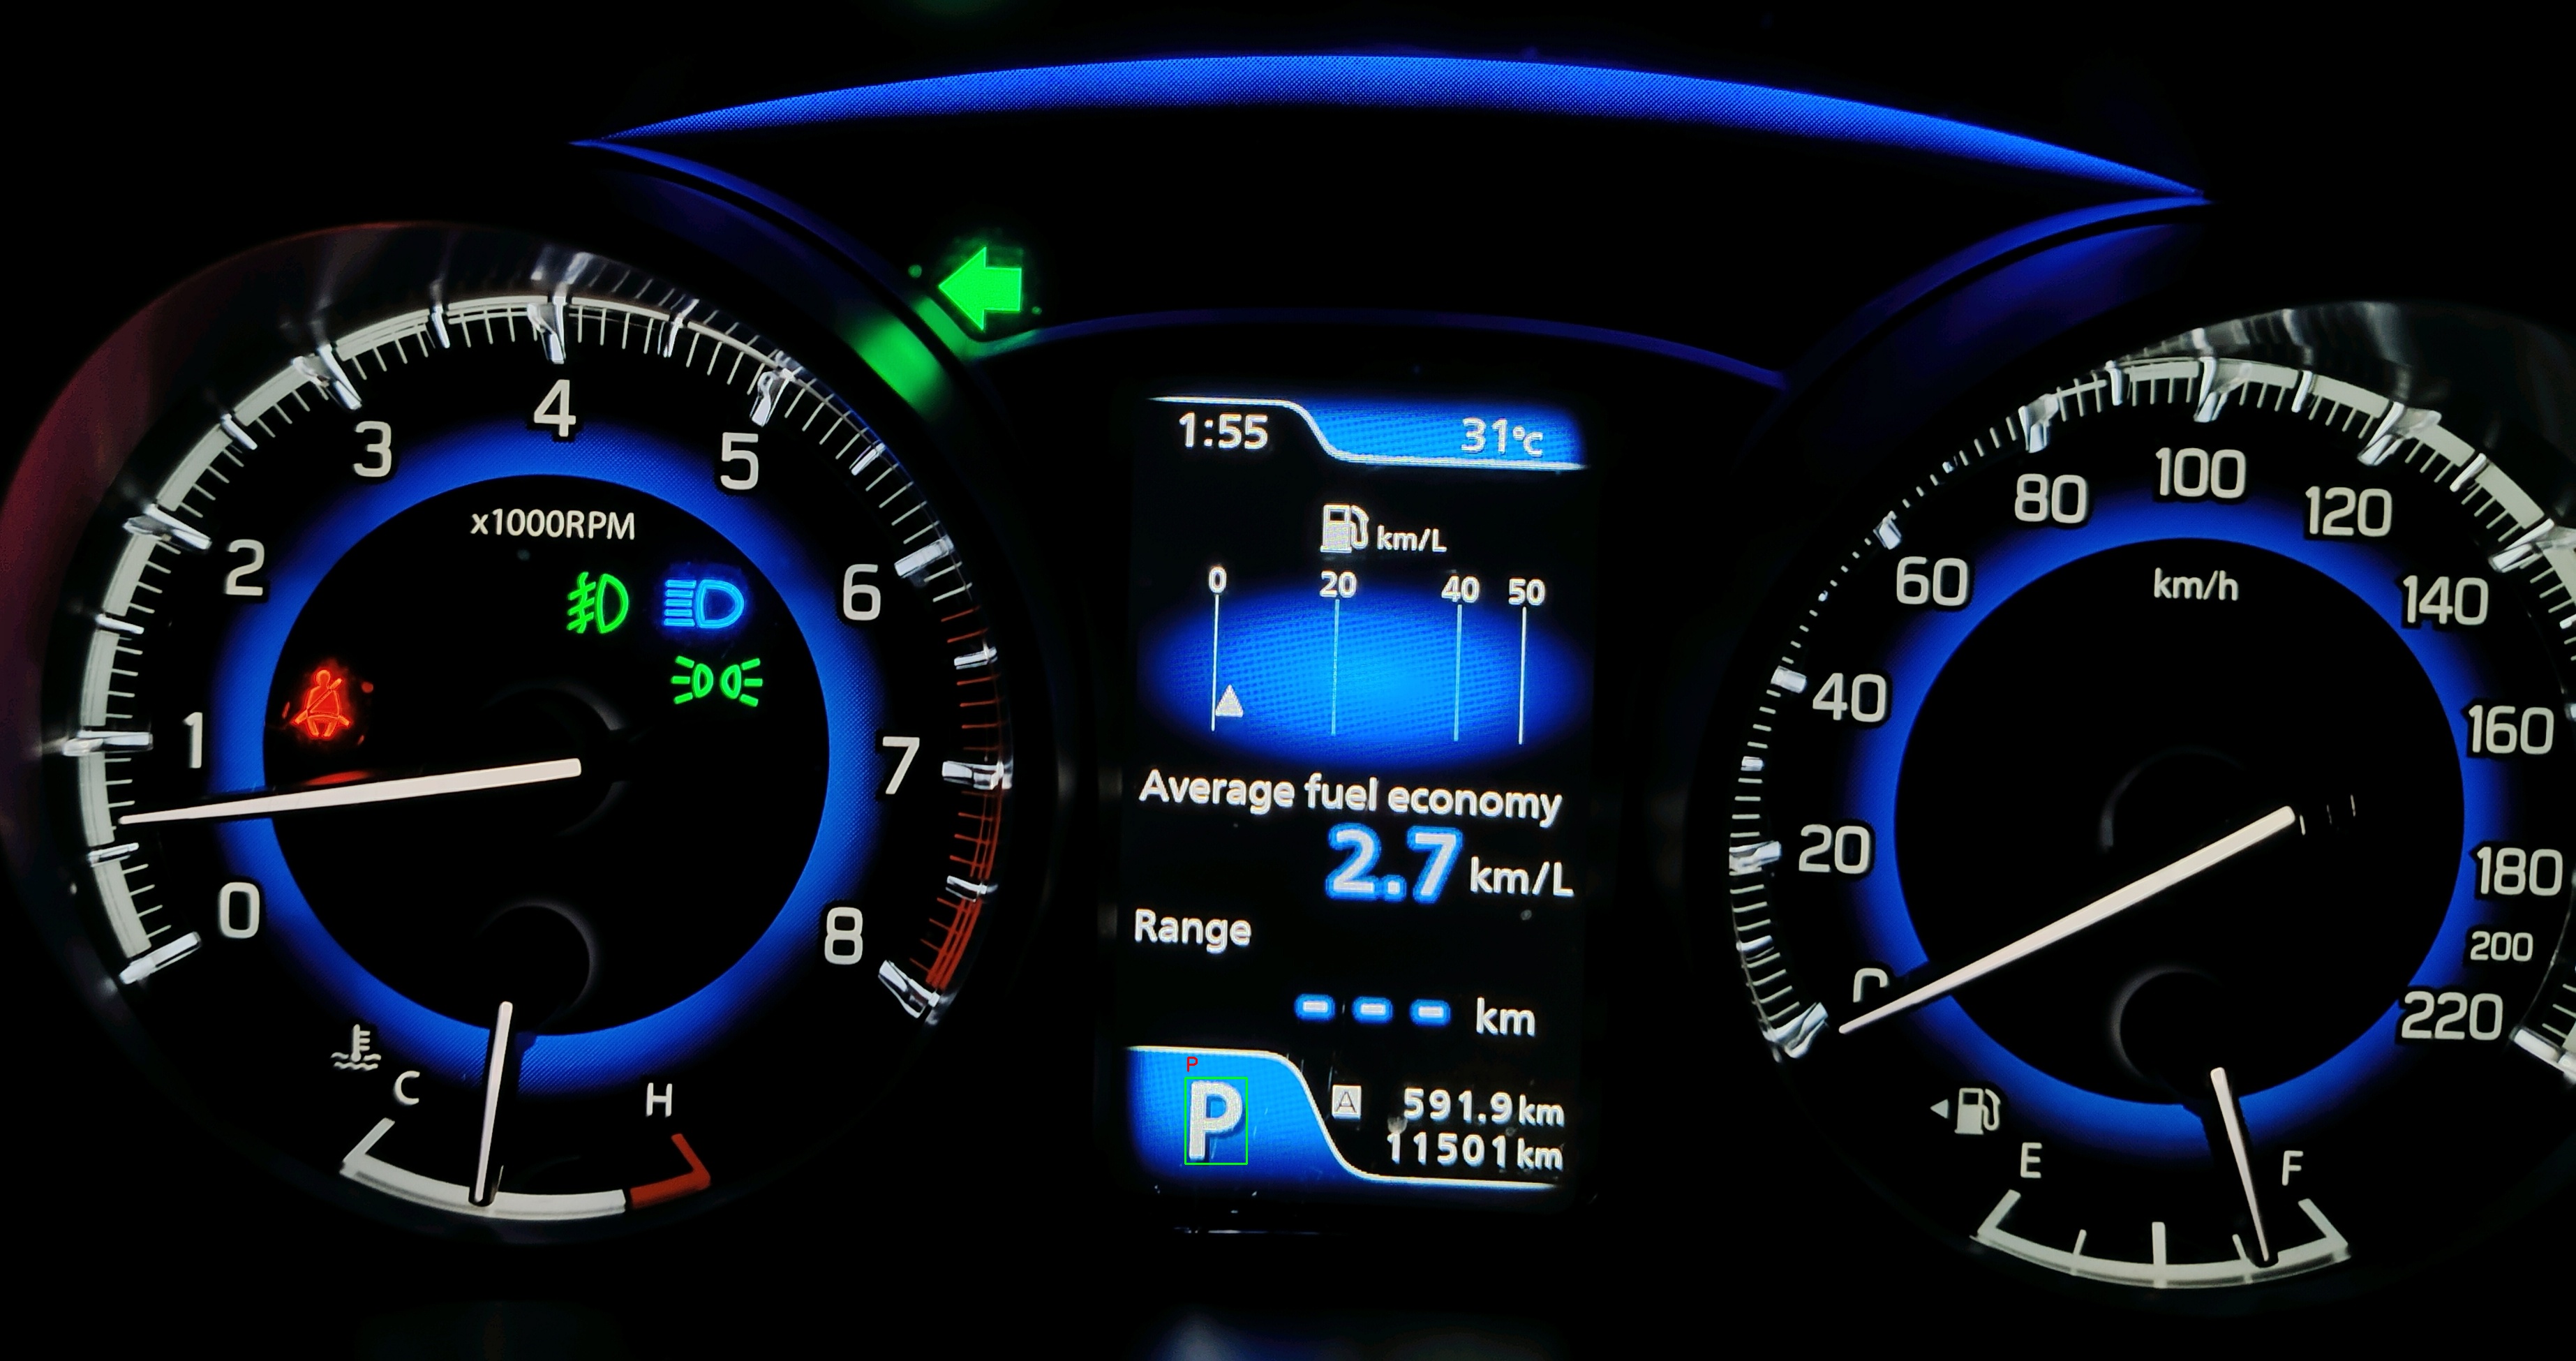 1:55 31°C
km/L
0 20 40 50
Average fuel economy
2.7 km/L
Range
--- km
P
P
A 591.9 km
11501 km
0 1 2 3 4 5 6 7 8
x1000RPM
C H
0 20 40 60 80 100 120 140 160 180 200 220
km/h
E F